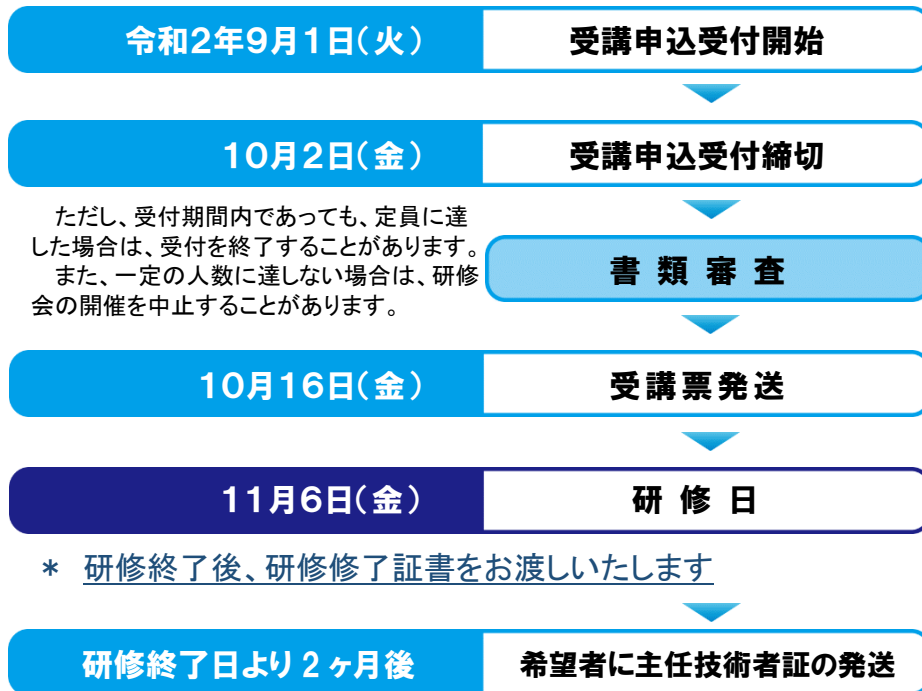 令和2年9月1日(火) 受講申込受付開始
10月2日(金) 受講申込受付締切
ただし、受付期間内であっても、定員に達
した場合は、受付を終了することがあります。
また、一定の人数に達しない場合は、研修
会の開催を中止することがあります。
書類審査
10月16日(金) 受講票発送
11月6日(金) 研修日
* 研修終了後、研修修了証書をお渡しいたします
研修終了日より2ヶ月後 希望者に主任技術者証の発送